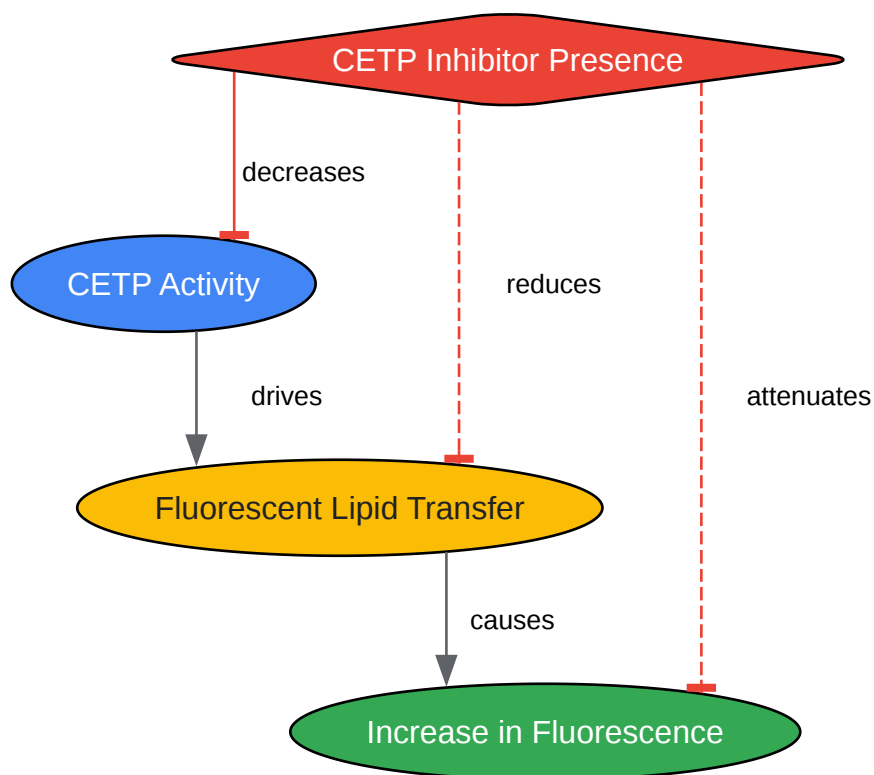 CETP Inhibitor Presence
decreases
CETP Activity
reduces
drives
attenuates
Fluorescent Lipid Transfer
causes
Increase in Fluorescence